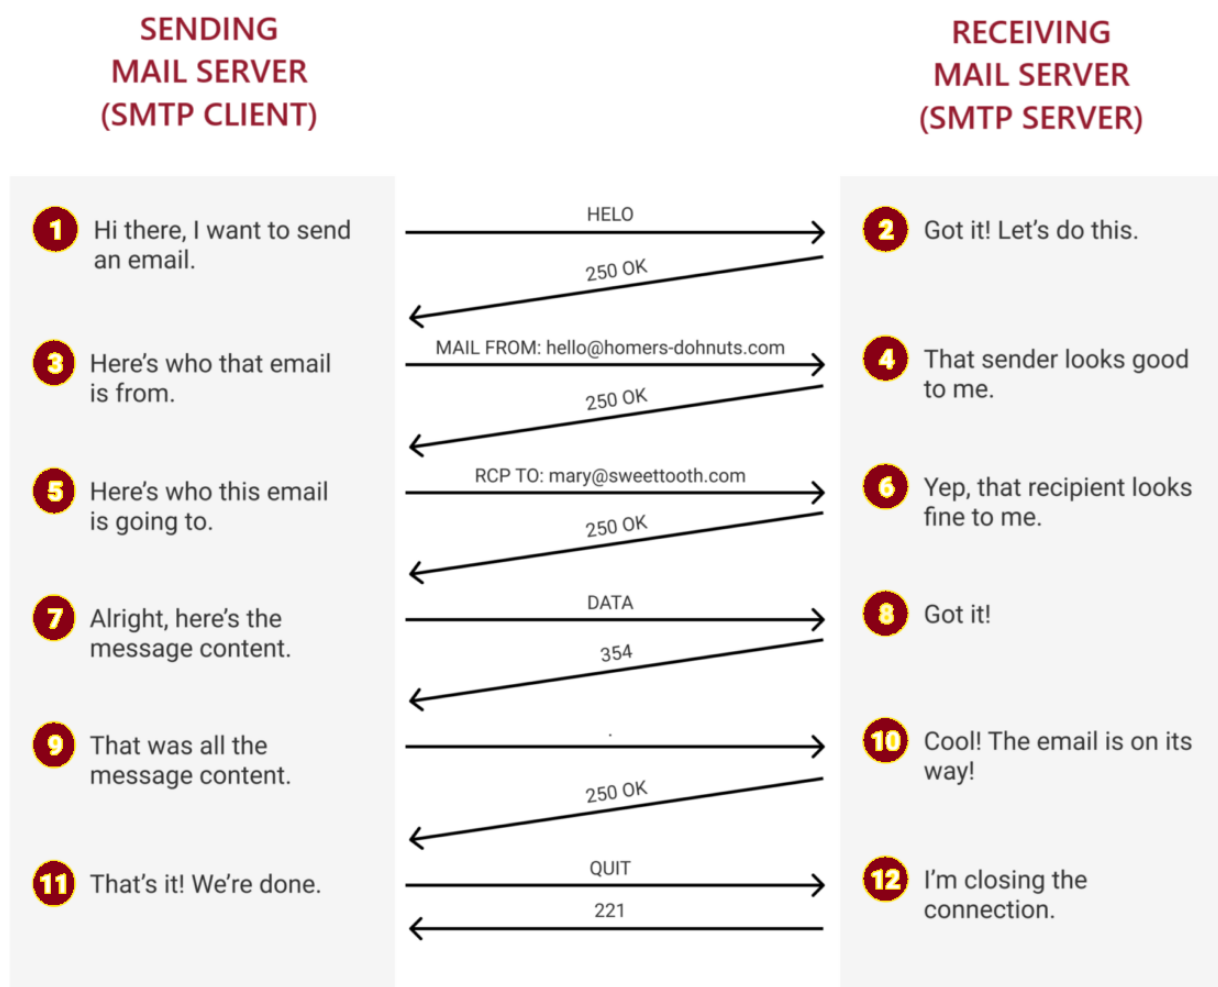 SENDING
MAIL SERVER
(SMTP CLIENT)
RECEIVING
MAIL SERVER
(SMTP SERVER)
1 Hi there, I want to send
an email.
HELO
2 Got it! Let's do this.
250 OK
3 Here's who that email
is from.
MAIL FROM: hello@homers-dohnuts.com
4 That sender looks good
to me.
250 OK
5 Here's who this email
is going to.
RCP TO: mary@sweettooth.com
6 Yep, that recipient looks
fine to me.
250 OK
7 Alright, here's the
message content.
DATA
8 Got it!
354
9 That was all the
message content.
.
10 Cool! The email is on its
way!
250 OK
11 That's it! We're done.
QUIT
12 I'm closing the
connection.
221